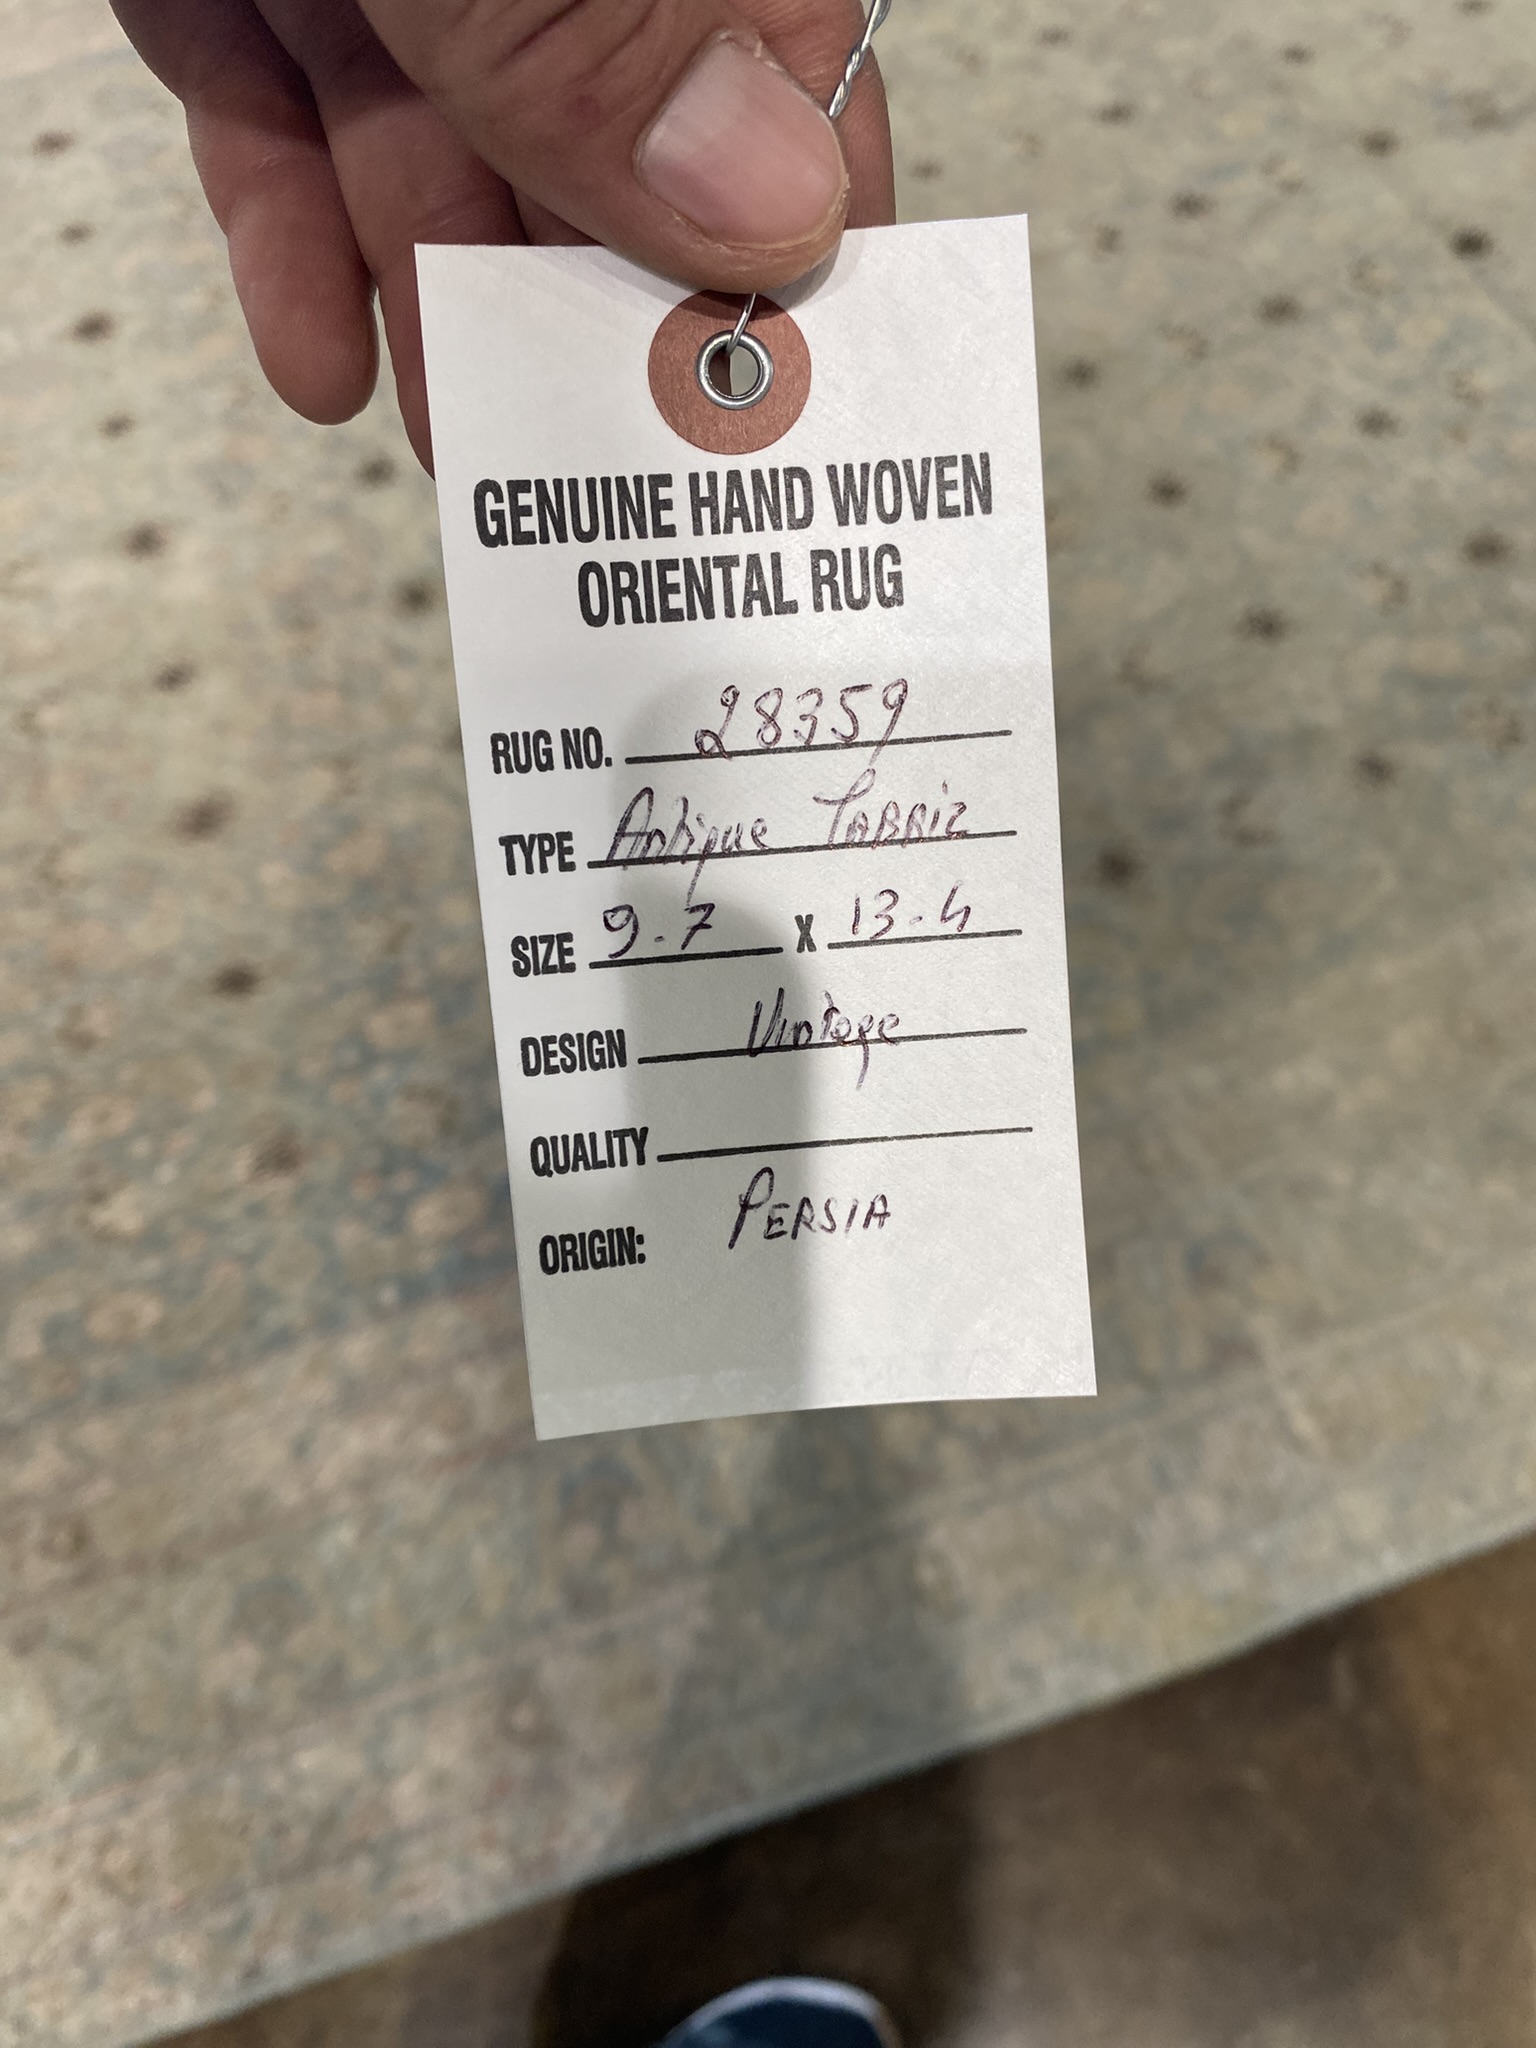 GENUINE HAND WOVEN
ORIENTAL RUG
RUG NO. 28359
TYPE Antique TABRIZ
SIZE 9.7 X 13.4
DESIGN Vintage
QUALITY
ORIGIN: PERSIA